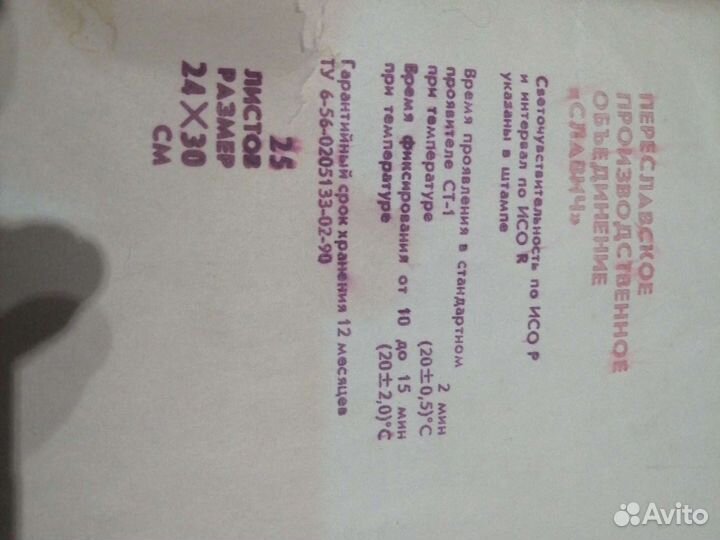 ПЕРЕСЛАВСКОЕ
ПРОИЗВОДСТВЕННОЕ
ОБЪЕДИНЕНИЕ
«СЛАВИЧ»
Светочувствительность по ИСО P
и интервал по ИСО R
указаны в штампе
Время проявления в стандартном
проявителе СТ-1 2 мин
при температуре (20±0,5)°С
Время фиксирования от 10 до 15 мин
при температуре (20±2,0)°С
Гарантийный срок хранения 12 месяцев
ТУ 6-56-0205133-02-90
25
ЛИСТОВ
РАЗМЕР
24×30
СМ
Avito